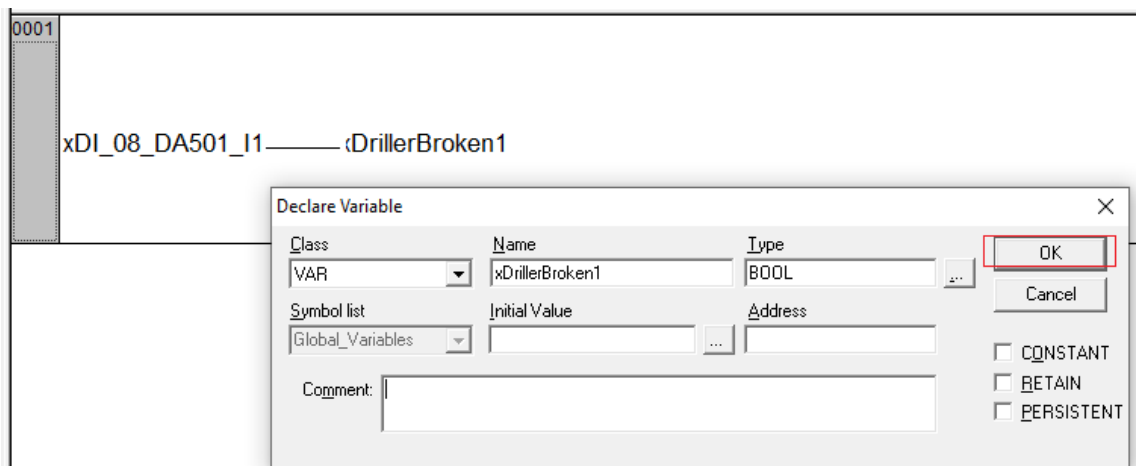 0001
xDI_08_DA501_I1 xDrillerBroken1
Declare Variable
Class Name Type
VAR xDrillerBroken1 BOOL ... OK
Symbol list Initial Value Address Cancel
Global_Variables ...
CONSTANT
Comment: RETAIN
PERSISTENT